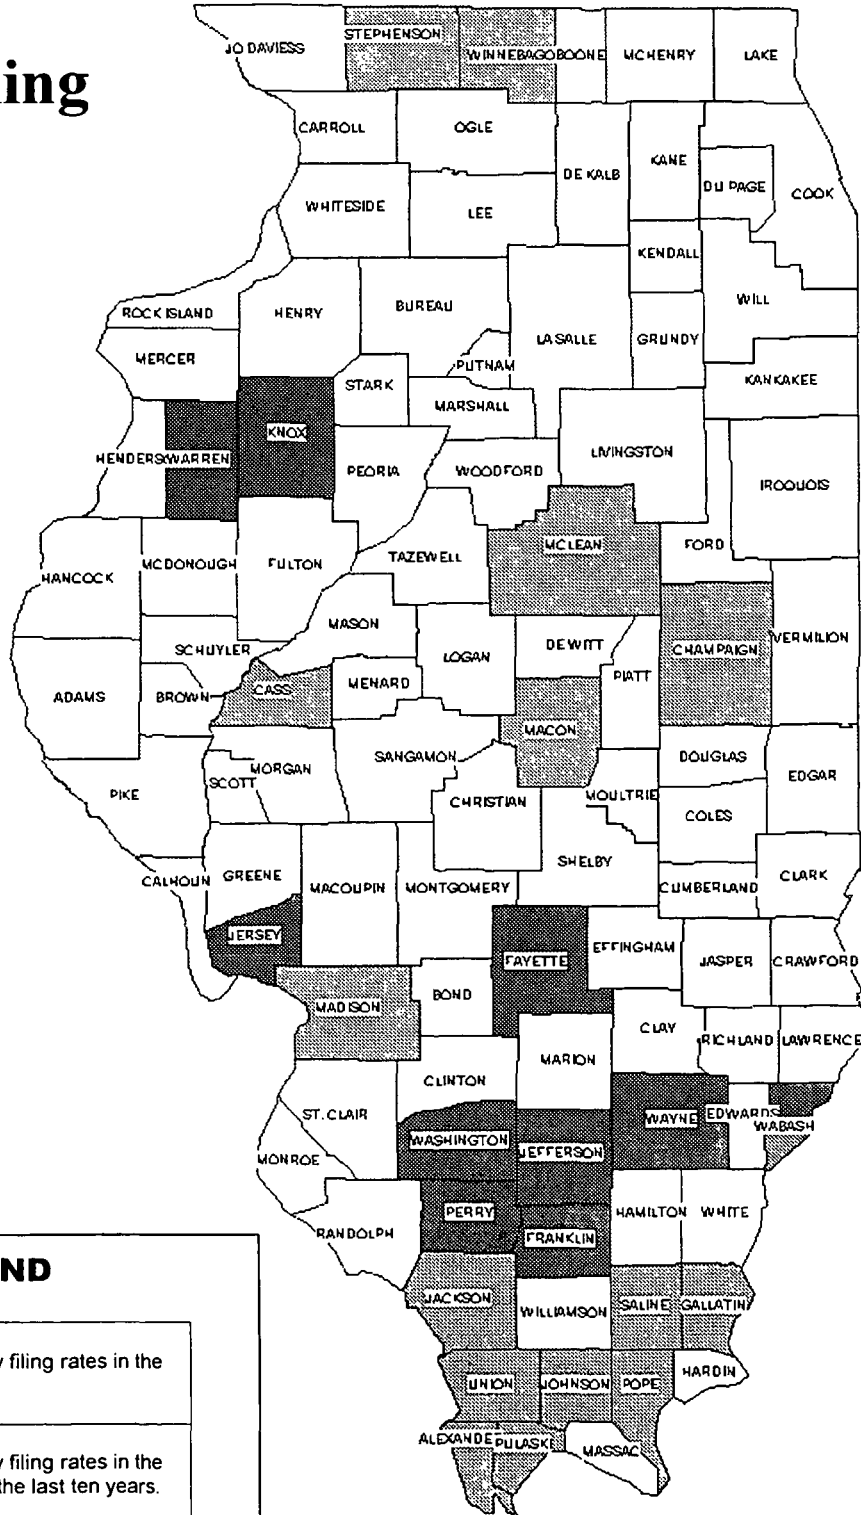 ing
JO DAVIESS
STEPHENSON
WINNEBAGO
BOONE
MCHENRY
LAKE
CARROLL
OGLE
DE KALB
KANE
DU PAGE
COOK
WHITESIDE
LEE
KENDALL
WILL
ROCK ISLAND
HENRY
BUREAU
LA SALLE
GRUNDY
MERCER
PUTNAM
STARK
KANKAKEE
MARSHALL
HENDERS
WARREN
KNOX
PEORIA
WOODFORD
LIVINGSTON
IROQUOIS
HANCOCK
MCDONOUGH
FULTON
TAZEWELL
MCLEAN
FORD
MASON
SCHUYLER
LOGAN
DE WITT
CHAMPAIGN
VERMILION
PIATT
ADAMS
BROWN
CASS
MENARD
MACON
PIKE
SCOTT
MORGAN
SANGAMON
DOUGLAS
EDGAR
CHRISTIAN
MOULTRIE
COLES
CALHOUN
GREENE
MACOUPIN
MONTGOMERY
SHELBY
CUMBERLAND
CLARK
JERSEY
FAYETTE
EFFINGHAM
JASPER
CRAWFORD
MADISON
BOND
CLAY
RICHLAND
LAWRENCE
MARION
CLINTON
ST. CLAIR
WASHINGTON
JEFFERSON
WAYNE
EDWARDS
WABASH
MONROE
RANDOLPH
PERRY
FRANKLIN
HAMILTON
WHITE
JACKSON
WILLIAMSON
SALINE
GALLATIN
UNION
JOHNSON
POPE
HARDIN
ALEXANDE
PULASKI
MASSAC
ND
filing rates in the
filing rates in the
the last ten years.